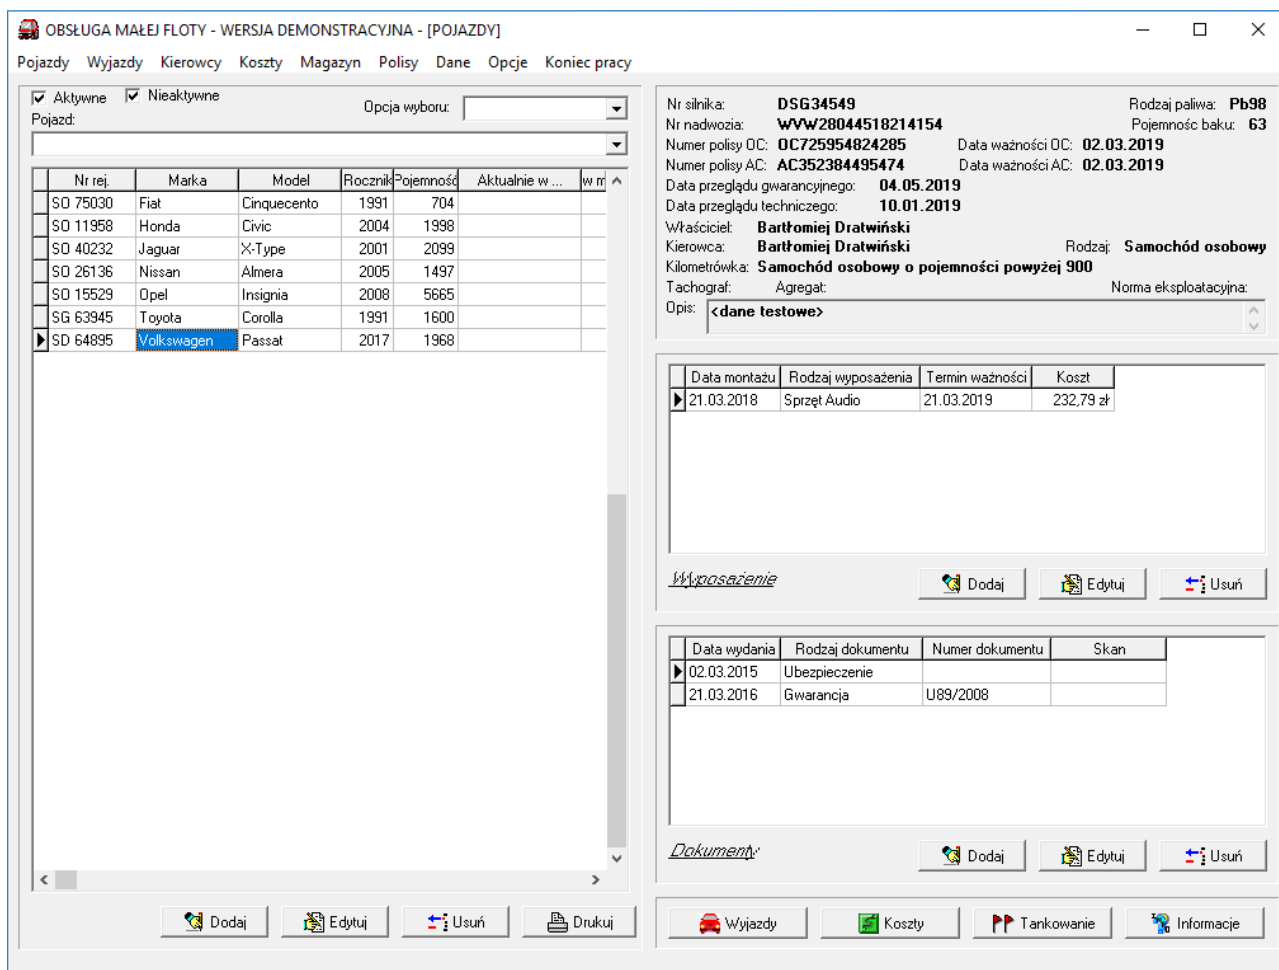 OBSŁUGA MAŁEJ FLOTY - WERSJA DEMONSTRACYJNA - [POJAZDY]
Pojazdy Wyjazdy Kierowcy Koszty Magazyn Polisy Dane Opcje Koniec pracy
Aktywne Nieaktywne Opcja wyboru:
Pojazd:
Nr rej. Marka Model Rocznik Pojemność Aktualnie w ... w m
SO 75030 Fiat Cinquecento 1991 704
SO 11958 Honda Civic 2004 1998
SO 40232 Jaguar X-Type 2001 2099
SO 26136 Nissan Almera 2005 1497
SO 15529 Opel Insignia 2008 5665
SG 63945 Toyota Corolla 1991 1600
SD 64895 Volkswagen Passat 2017 1968
Dodaj Edytuj Usuń Drukuj
Nr silnika: DSG34549 Rodzaj paliwa: Pb98
Nr nadwozia: WVW28044518214154 Pojemnośc baku: 63
Numer polisy OC: OC725954824285 Data ważności OC: 02.03.2019
Numer polisy AC: AC352384495474 Data ważności AC: 02.03.2019
Data przeglądu gwarancyjnego: 04.05.2019
Data przeglądu technicznego: 10.01.2019
Właściciel: Bartłomiej Dratwiński
Kierowca: Bartłomiej Dratwiński Rodzaj: Samochód osobowy
Kilometrówka: Samochód osobowy o pojemności powyżej 900
Tachograf: Agregat: Norma eksploatacyjna:
Opis: <dane testowe>
Data montażu Rodzaj wyposażenia Termin ważności Koszt
21.03.2018 Sprzęt Audio 21.03.2019 232,79 zł
Wyposażenie Dodaj Edytuj Usuń
Data wydania Rodzaj dokumentu Numer dokumentu Skan
02.03.2015 Ubezpieczenie
21.03.2016 Gwarancja U89/2008
Dokumenty Dodaj Edytuj Usuń
Wyjazdy Koszty Tankowanie Informacje